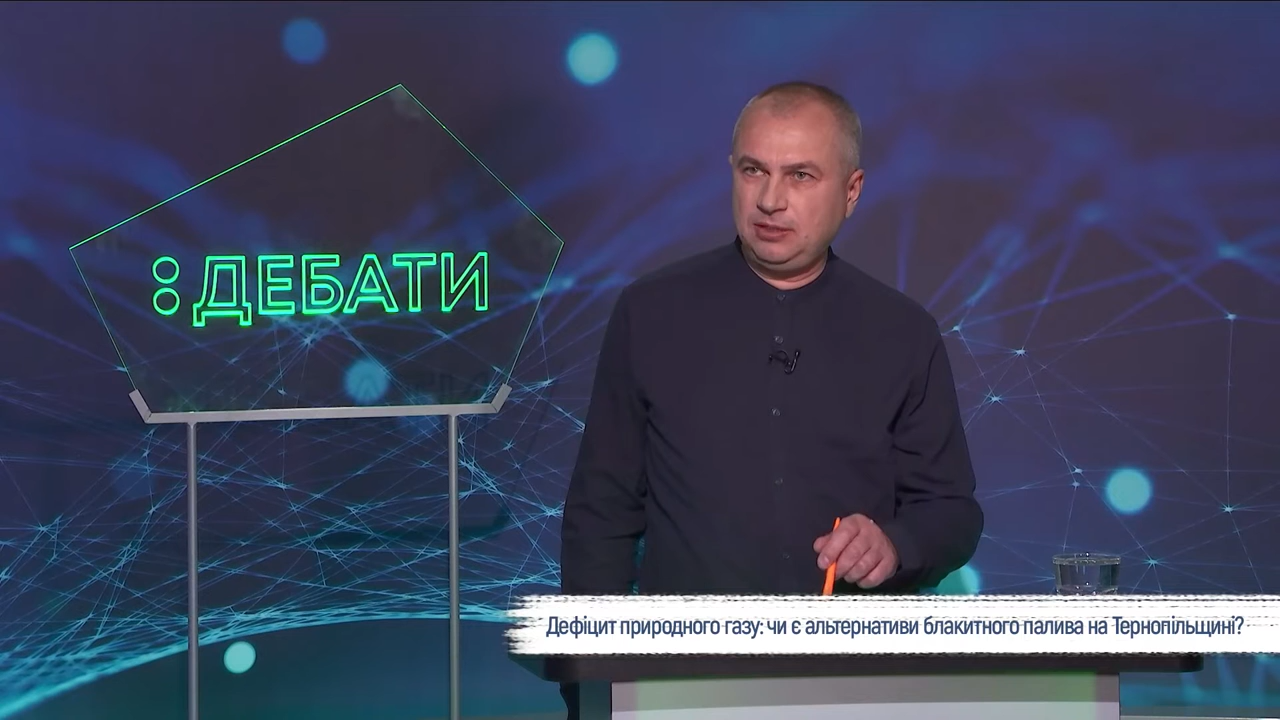 :ДЕБАТИ
Дефіцит природного газу: чи є альтернативи блакитного палива на Тернопільщині?